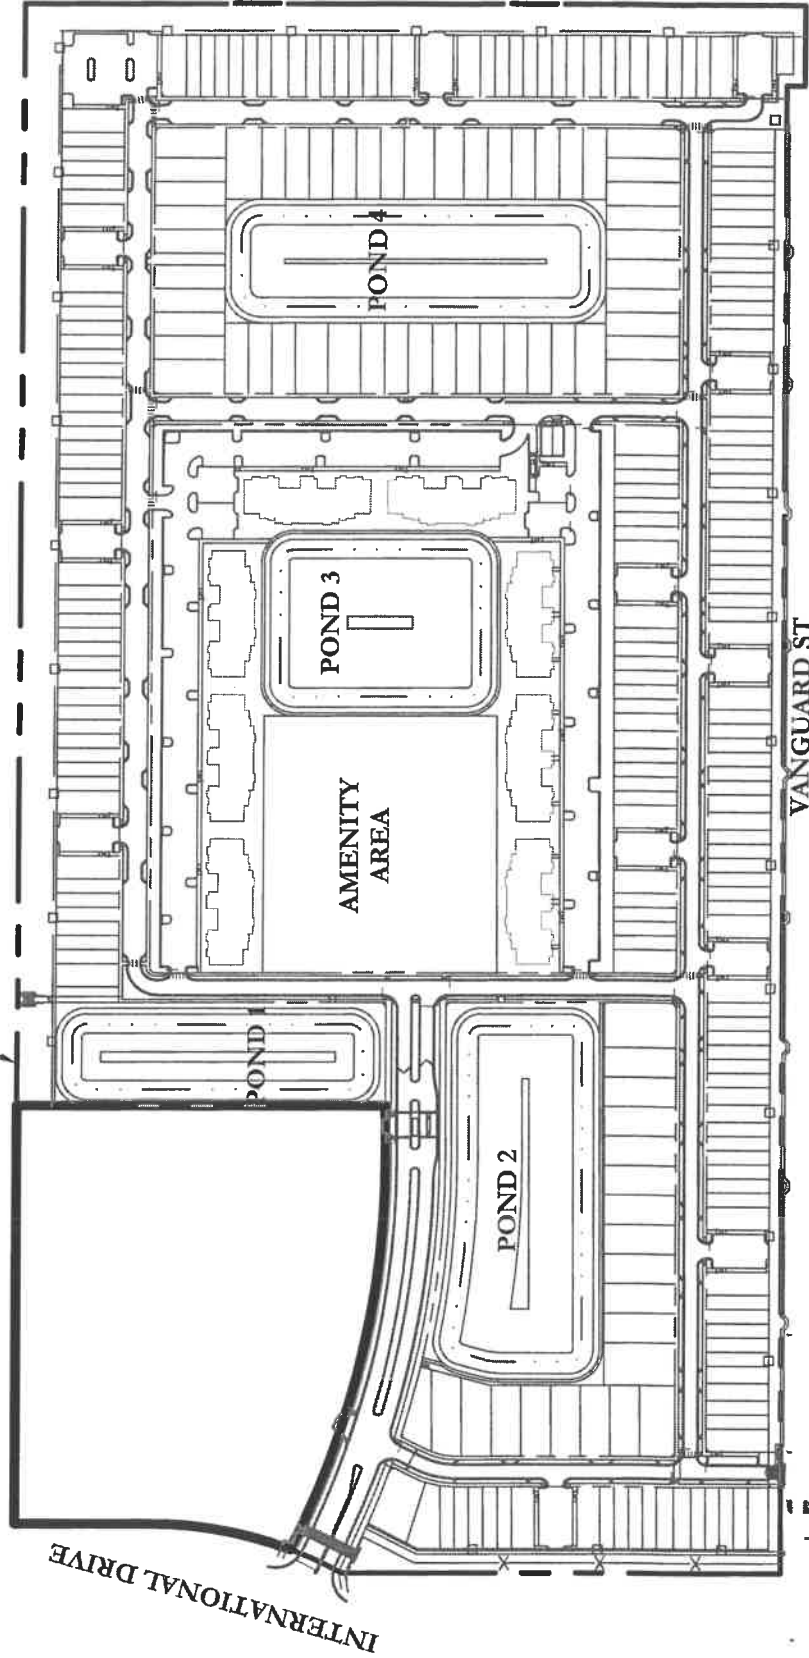 POND 4
POND 3
AMENITY
AREA
VANGUARD ST
POND 1
POND 2
INTERNATIONAL DRIVE